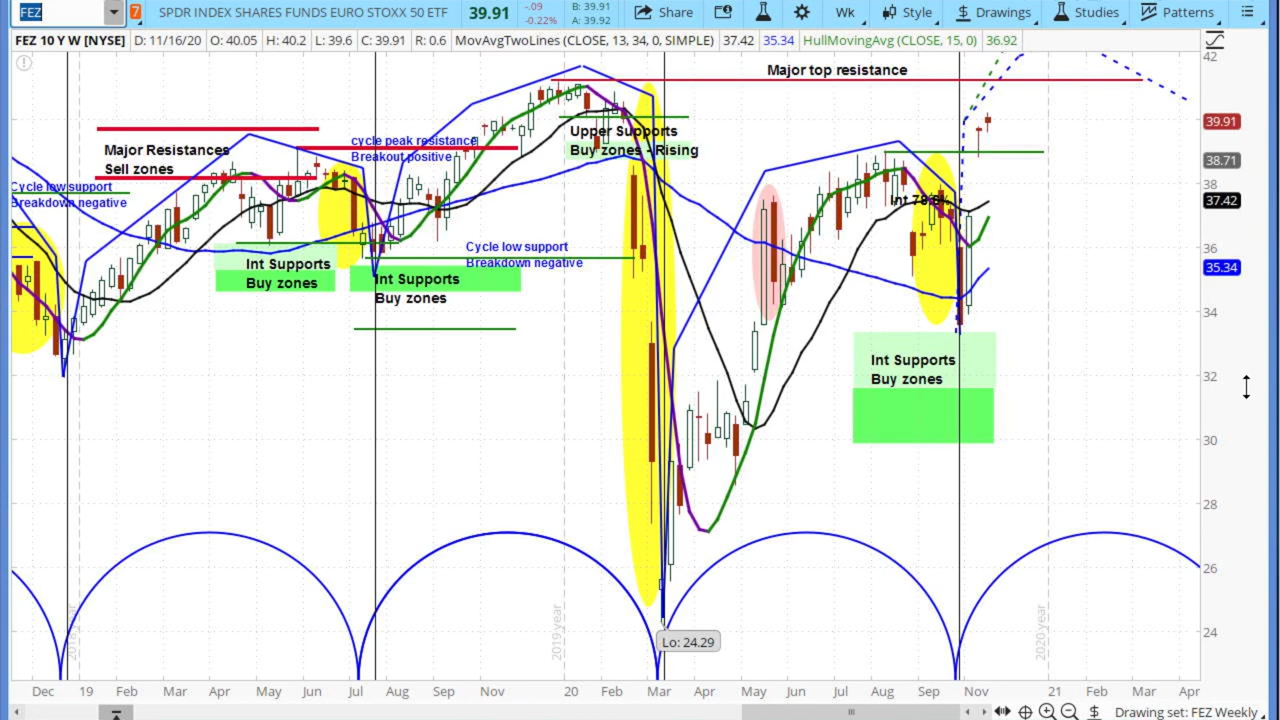 FEZ 7 SPDR INDEX SHARES FUNDS EURO STOXX 50 ETF 39.91 -.09 -0.22% B: 39.91 A: 39.92 Share Wk Style $ Drawings Studies Patterns
FEZ 10 Y W [NYSE] D: 11/16/20 O: 40.05 H: 40.2 L: 39.6 C: 39.91 R: 0.6 MovAvgTwoLines (CLOSE, 13, 34, 0, SIMPLE) 37.42 35.34 HullMovingAvg (CLOSE, 15, 0) 36.92
42
Major top resistance
39.91
Upper Supports
Buy zones - Rising
cycle peak resistance
Breakout positive
Major Resistances
Sell zones
38.71
Cycle low support
Breakdown negative
38
Int 78.6%
37.42
36
Cycle low support
Breakdown negative
35.34
Int Supports
Buy zones
Int Supports
Buy zones
34
Int Supports
Buy zones
32
30
28
26
24
2018 year
2019 year
2020 year
Lo: 24.29
Dec 19 Feb Mar Apr May Jun Jul Aug Sep Nov 20 Feb Mar Apr May Jun Jul Aug Sep Nov 21 Feb Mar Apr
$ Drawing set: FEZ Weekly